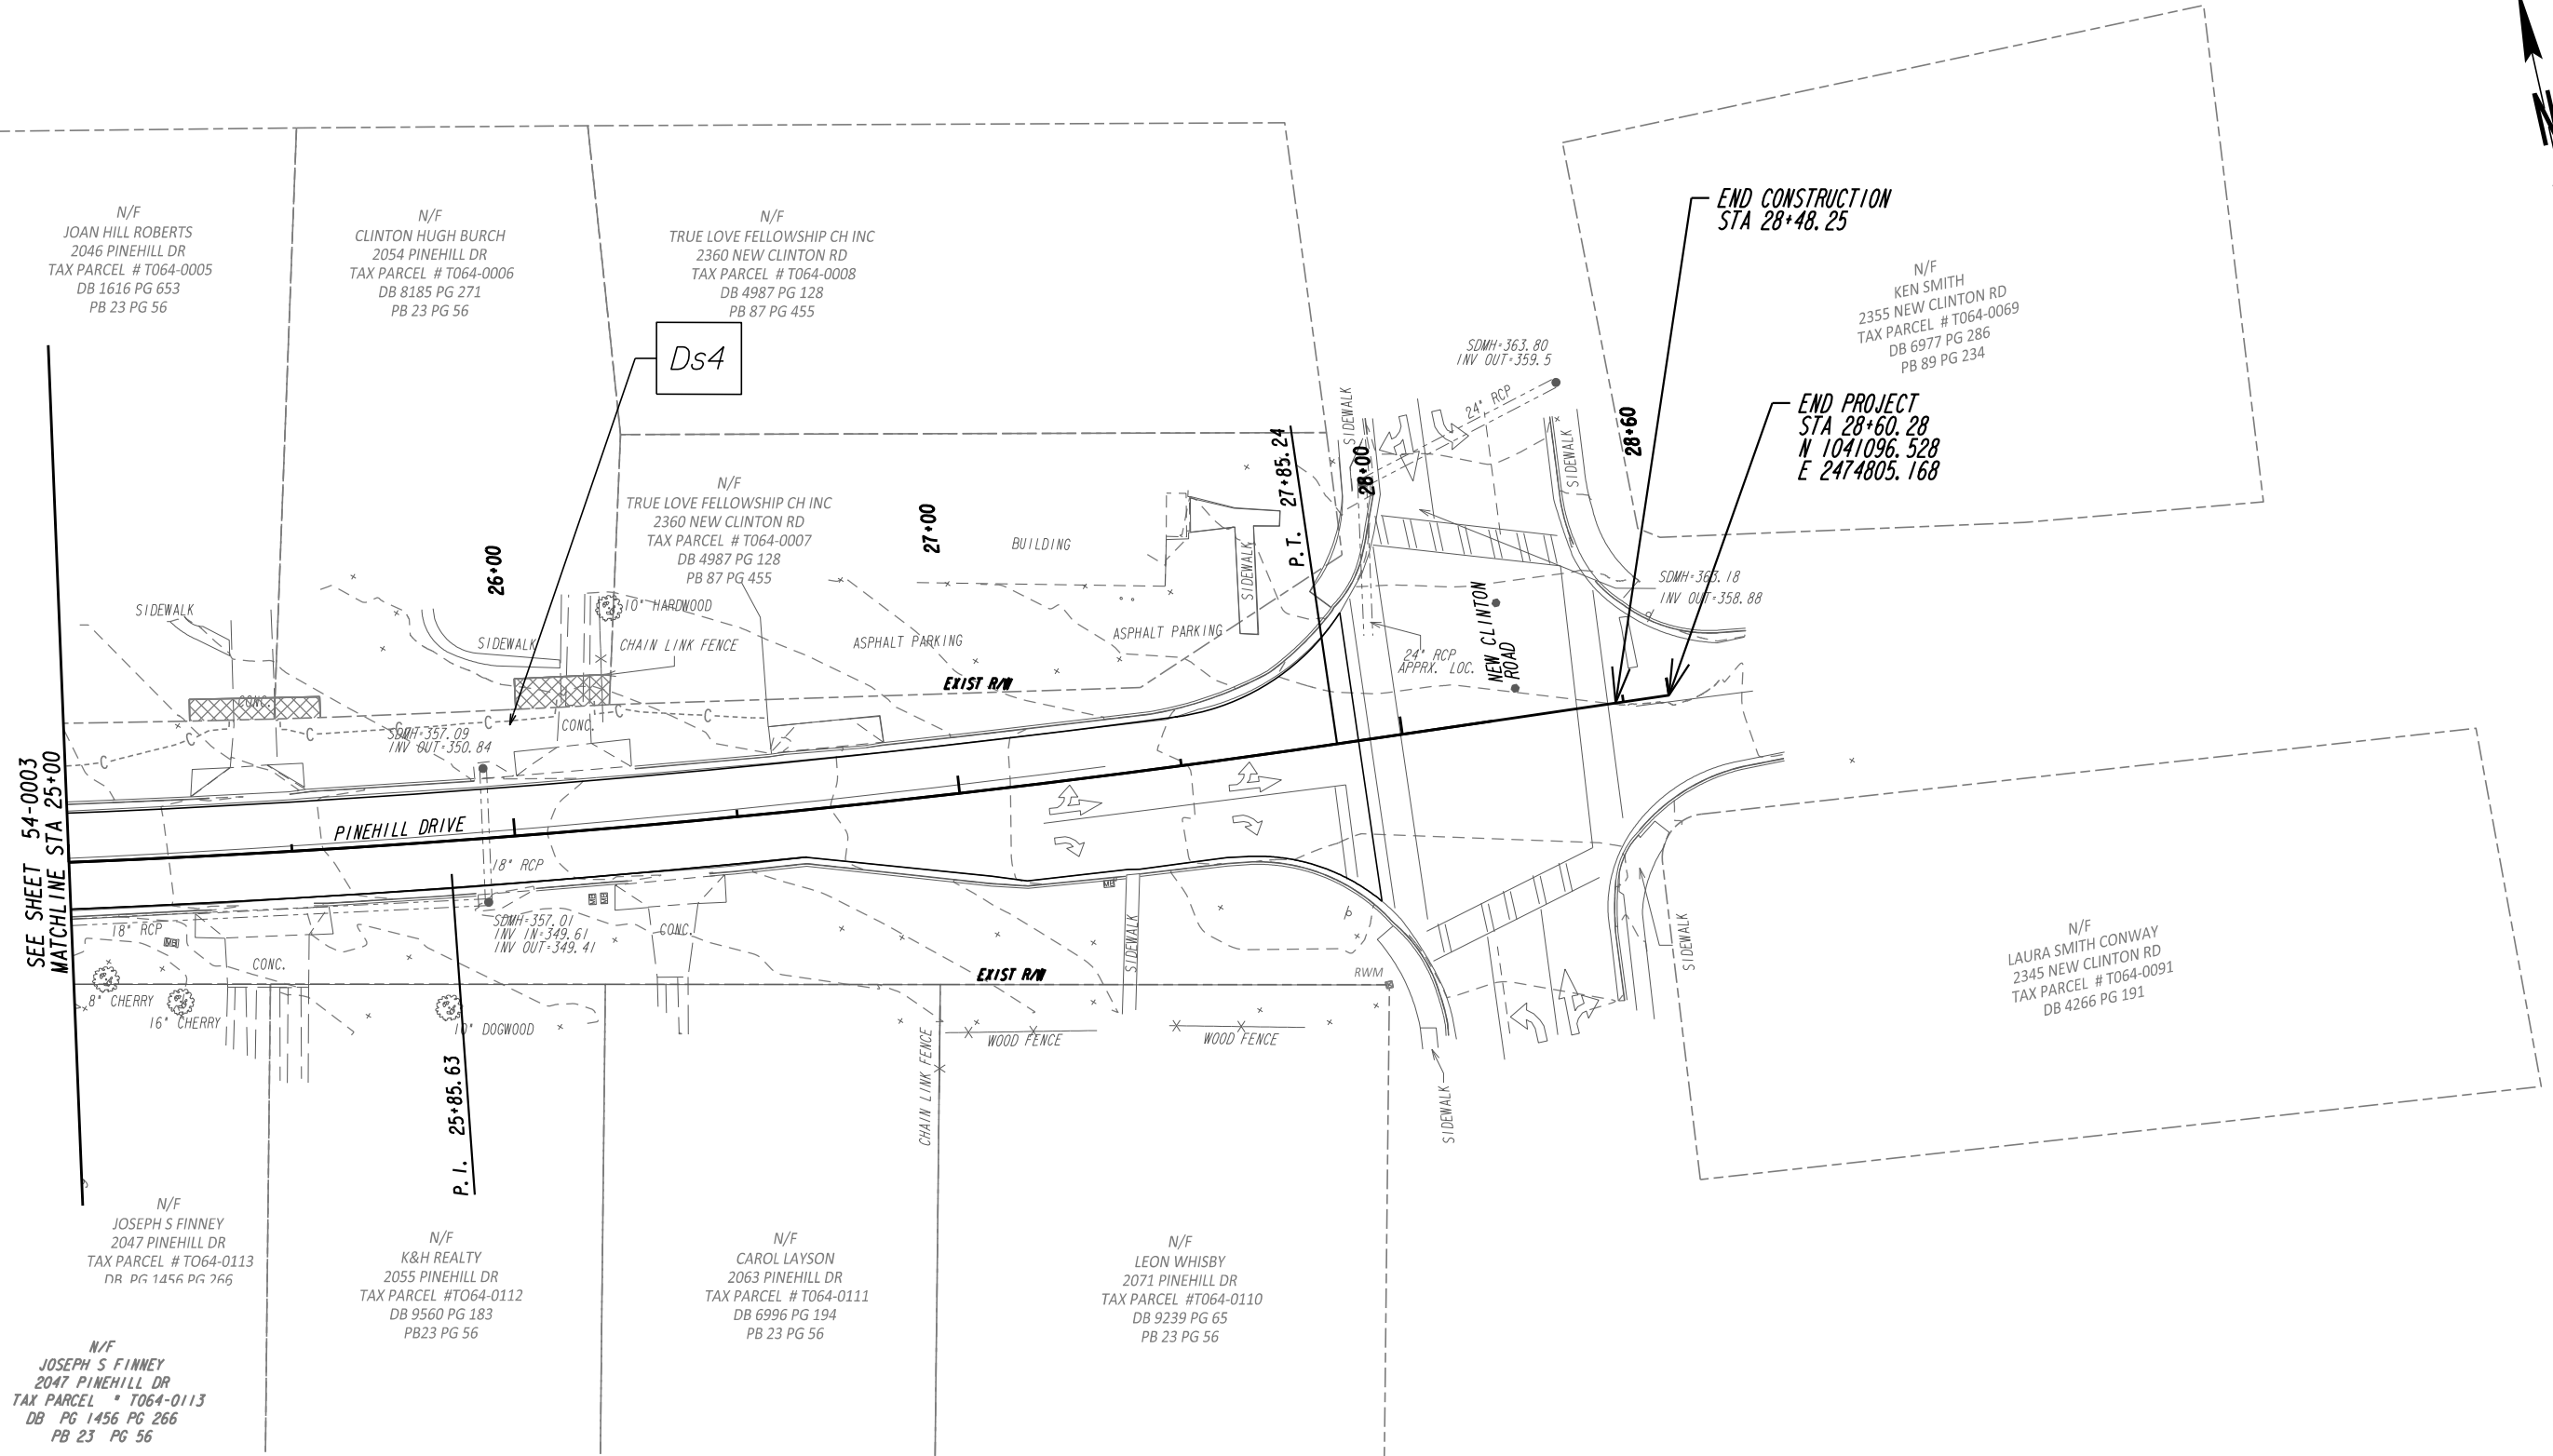 N/F
JOAN HILL ROBERTS
2046 PINEHILL DR
TAX PARCEL # T064-0005
DB 1616 PG 653
PB 23 PG 56
N/F
CLINTON HUGH BURCH
2054 PINEHILL DR
TAX PARCEL # T064-0006
DB 8185 PG 271
PB 23 PG 56
N/F
TRUE LOVE FELLOWSHIP CH INC
2360 NEW CLINTON RD
TAX PARCEL # T064-0008
DB 4987 PG 128
PB 87 PG 455
Ds4
END CONSTRUCTION
STA 28+48.25
N/F
KEN SMITH
2355 NEW CLINTON RD
TAX PARCEL # T064-0069
DB 6977 PG 286
PB 89 PG 234
N
END PROJECT
STA 28+60.28
N 1041096.528
E 2474805.168
SDMH=363.80
INV OUT=359.5
24" RCP
SIDEWALK
28+60
SIDEWALK
28+00
P.T. 27+85.24
N/F
TRUE LOVE FELLOWSHIP CH INC
2360 NEW CLINTON RD
TAX PARCEL # T064-0007
DB 4987 PG 128
PB 87 PG 455
26+00
27+00
BUILDING
SIDEWALK
SDMH=363.18
INV OUT=358.88
NEW CLINTON
ROAD
24" RCP
APPRX. LOC.
SIDEWALK
SIDEWALK
10" HARDWOOD
CHAIN LINK FENCE
ASPHALT PARKING
ASPHALT PARKING
EXIST R/W
CONC.
CONC.
C
C
C
C
C
C
C
SDMH=357.09
INV OUT=350.84
SEE SHEET 54-0003
MATCHLINE STA 25+00
PINEHILL DRIVE
18" RCP
SDMH=357.01
INV IN=349.61
INV OUT=349.41
18" RCP
MB
MB
MB
MB
CONC.
CONC.
SIDEWALK
EXIST R/W
RWM
8" CHERRY
16" CHERRY
10" DOGWOOD
WOOD FENCE
WOOD FENCE
CHAIN LINK FENCE
SIDEWALK
SIDEWALK
P.I. 25+85.63
N/F
LAURA SMITH CONWAY
2345 NEW CLINTON RD
TAX PARCEL # T064-0091
DB 4266 PG 191
N/F
JOSEPH S FINNEY
2047 PINEHILL DR
TAX PARCEL # TO64-0113
DB PG 1456 PG 266
N/F
K&H REALTY
2055 PINEHILL DR
TAX PARCEL #TO64-0112
DB 9560 PG 183
PB23 PG 56
N/F
CAROL LAYSON
2063 PINEHILL DR
TAX PARCEL # T064-0111
DB 6996 PG 194
PB 23 PG 56
N/F
LEON WHISBY
2071 PINEHILL DR
TAX PARCEL #T064-0110
DB 9239 PG 65
PB 23 PG 56
N/F
JOSEPH S FINNEY
2047 PINEHILL DR
TAX PARCEL * T064-0113
DB PG 1456 PG 266
PB 23 PG 56